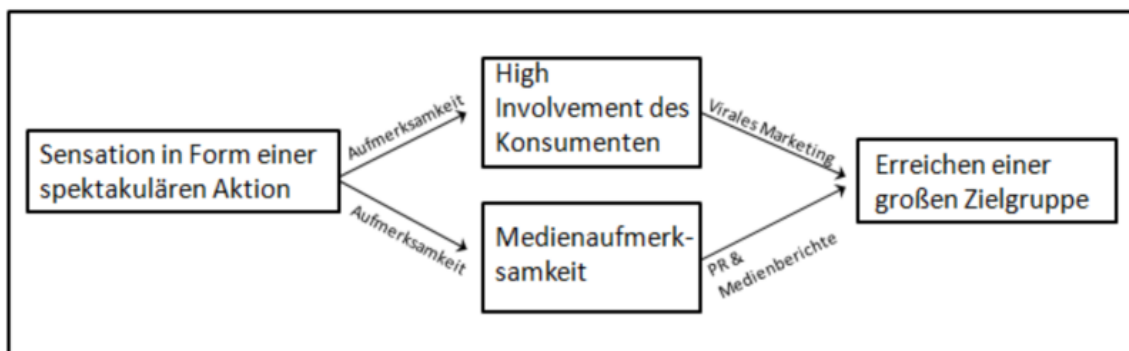 Sensation in Form einer
spektakulären Aktion
Aufmerksamkeit
Aufmerksamkeit
High
Involvement des
Konsumenten
Medienaufmerk-
samkeit
Virales Marketing
PR &
Medienberichte
Erreichen einer
großen Zielgruppe